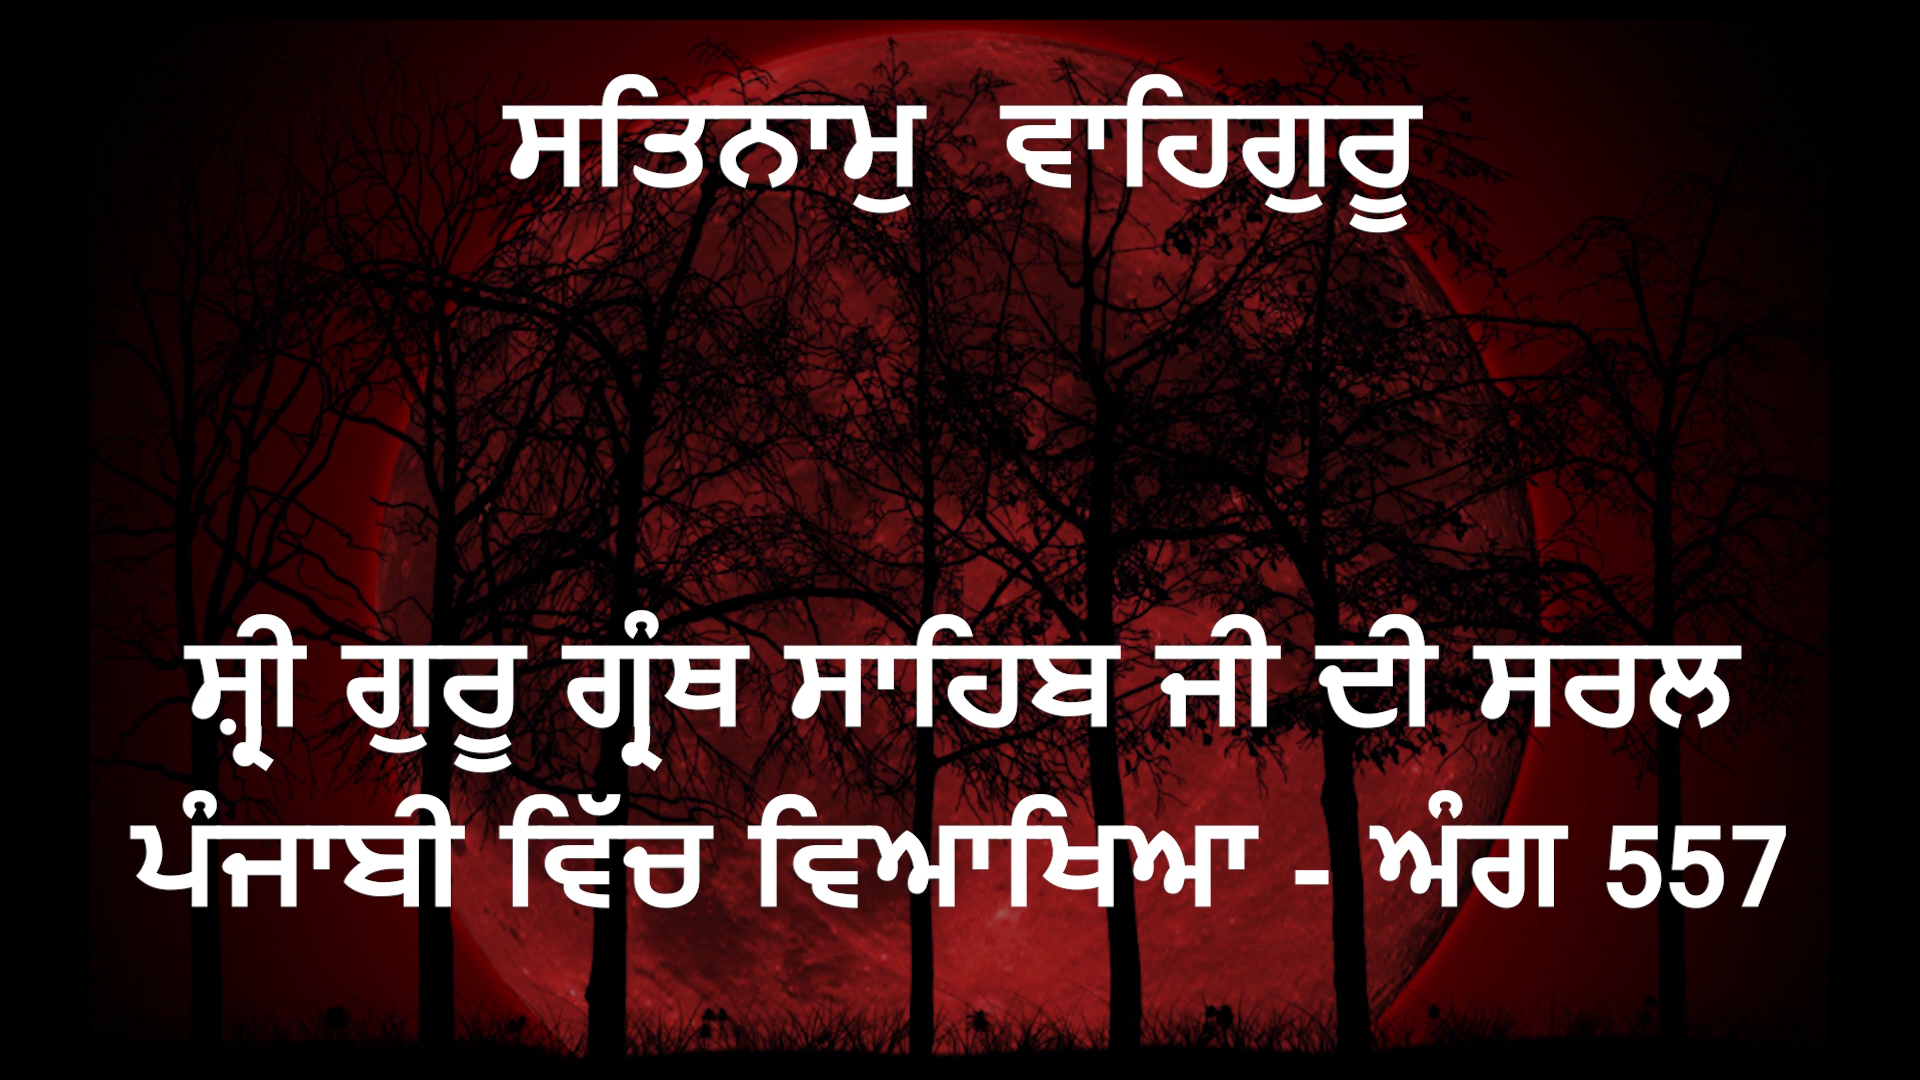 ਸਤਿਨਾਮੁ ਵਾਹਿਗੁਰੂ
ਸ਼੍ਰੀ ਗੁਰੂ ਗ੍ਰੰਥ ਸਾਹਿਬ ਜੀ ਦੀ ਸਰਲ
ਪੰਜਾਬੀ ਵਿੱਚ ਵਿਆਖਿਆ - ਅੰਗ 557